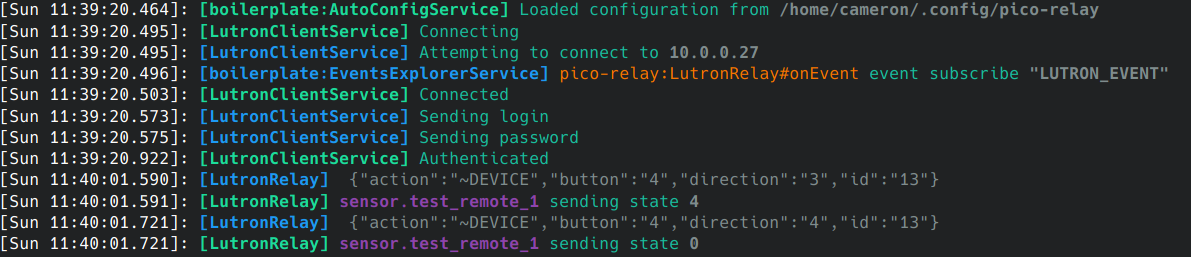 [Sun 11:39:20.464]: [boilerplate:AutoConfigService] Loaded configuration from /home/cameron/.config/pico-relay
[Sun 11:39:20.495]: [LutronClientService] Connecting
[Sun 11:39:20.495]: [LutronClientService] Attempting to connect to 10.0.0.27
[Sun 11:39:20.496]: [boilerplate:EventsExplorerService] pico-relay:LutronRelay#onEvent event subscribe "LUTRON_EVENT"
[Sun 11:39:20.503]: [LutronClientService] Connected
[Sun 11:39:20.573]: [LutronClientService] Sending login
[Sun 11:39:20.575]: [LutronClientService] Sending password
[Sun 11:39:20.922]: [LutronClientService] Authenticated
[Sun 11:40:01.590]: [LutronRelay]  {"action":"~DEVICE","button":"4","direction":"3","id":"13"}
[Sun 11:40:01.591]: [LutronRelay] sensor.test_remote_1 sending state 4
[Sun 11:40:01.721]: [LutronRelay]  {"action":"~DEVICE","button":"4","direction":"4","id":"13"}
[Sun 11:40:01.721]: [LutronRelay] sensor.test_remote_1 sending state 0